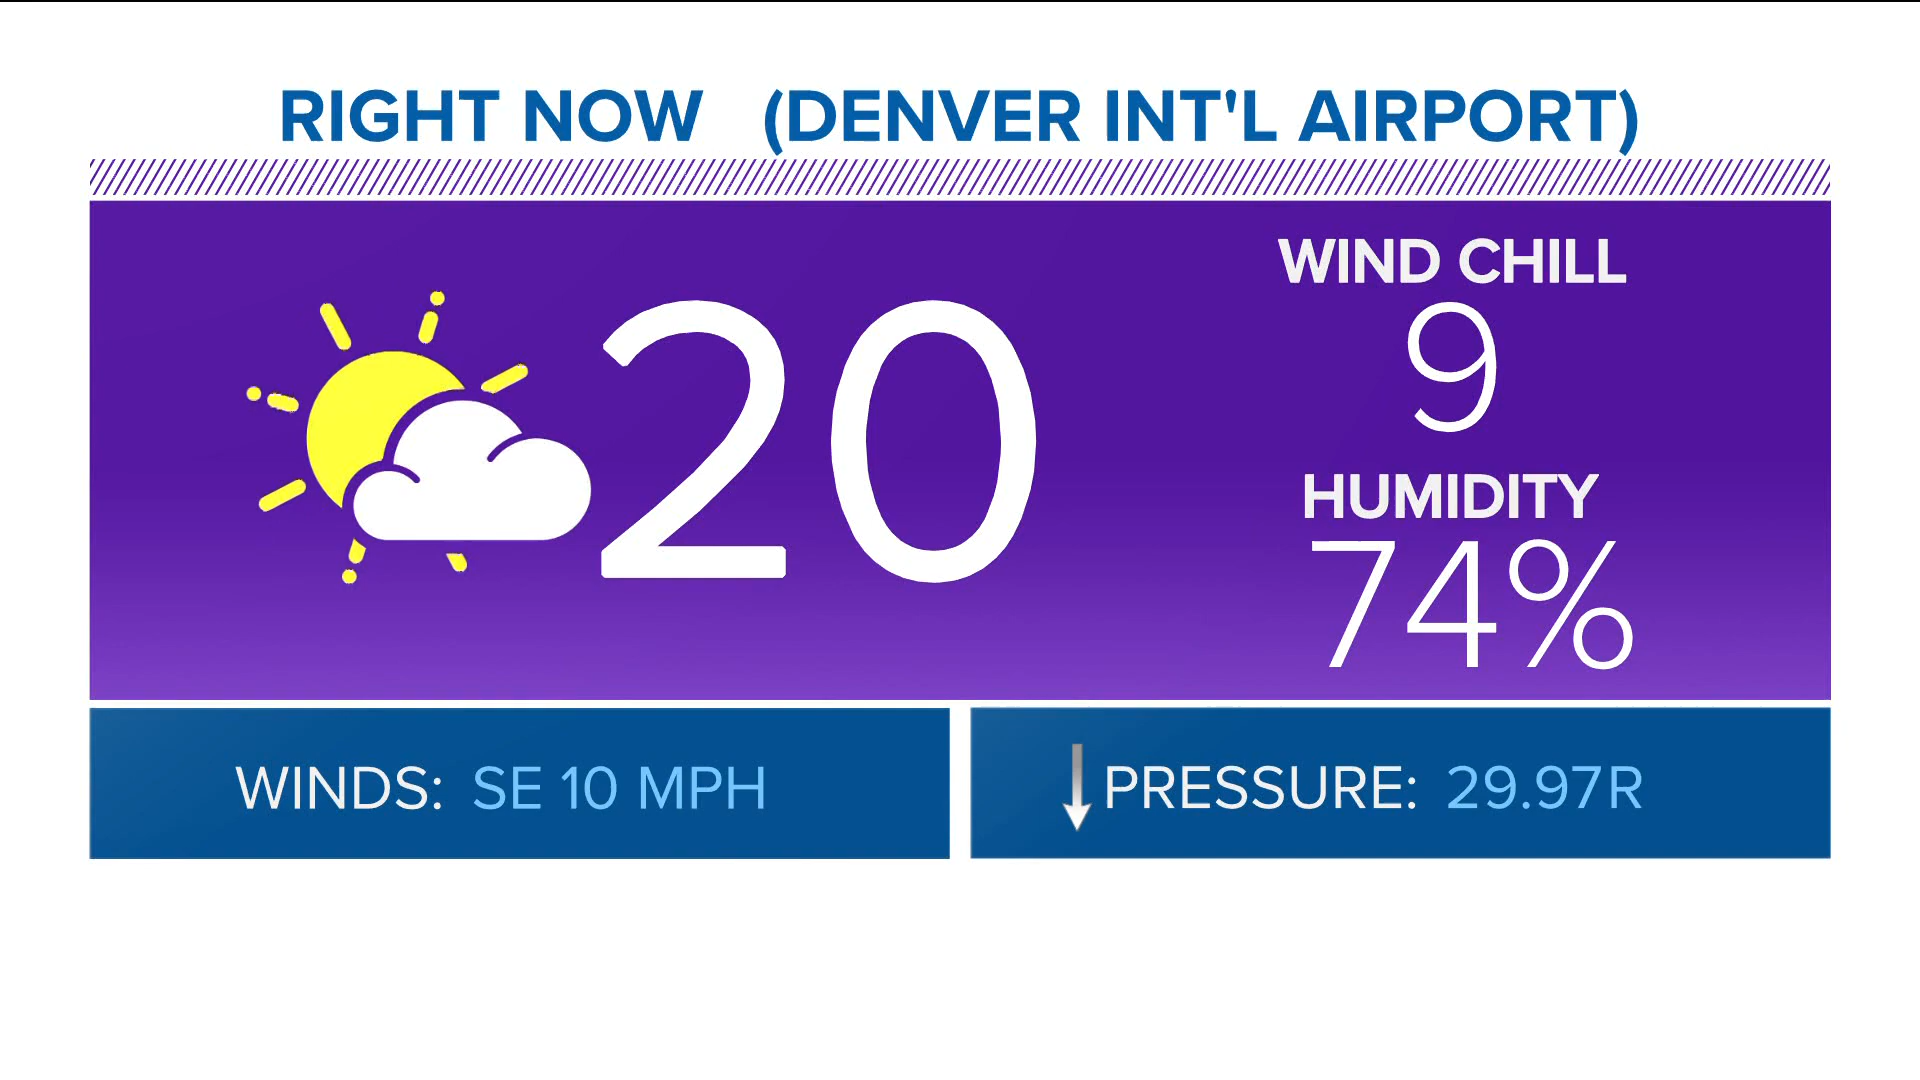 RIGHT NOW (DENVER INT'L AIRPORT)
20
WIND CHILL
9
HUMIDITY
74%
WINDS: SE 10 MPH
PRESSURE: 29.97R